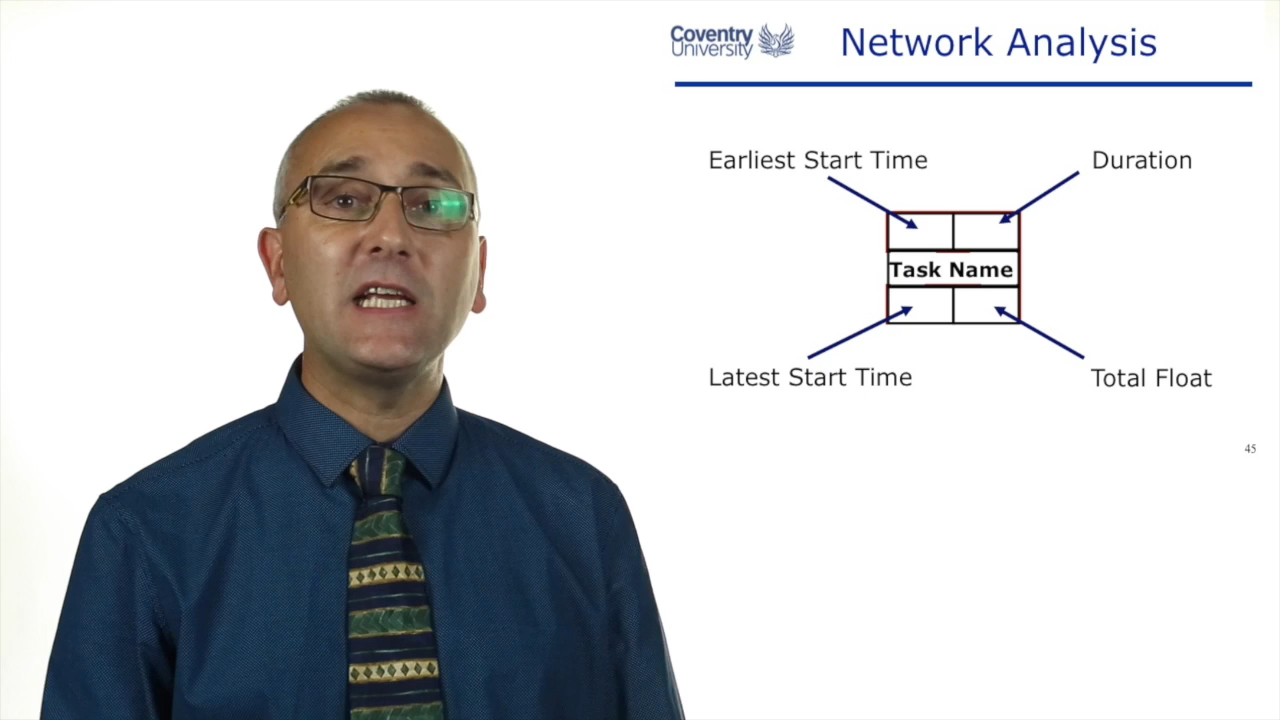 Coventry
University
Network Analysis
Earliest Start Time
Duration
Task Name
Latest Start Time
Total Float
45